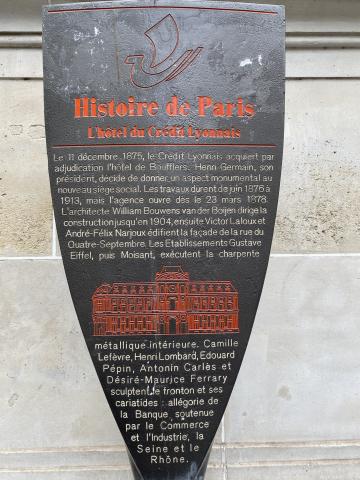 Histoire de Paris
L'hôtel du Crédit Lyonnais
Le 11 décembre 1875, le Crédit Lyonnais acquiert par
adjudication l'hôtel de Boufflers. Henri Germain, son
président, décide de donner un aspect monumental au
nouveau siège social. Les travaux durent de juin 1876 à
1913, mais l'agence ouvre dès le 23 mars 1878.
L'architecte William Bouwens van der Boijen dirige la
construction jusqu'en 1904, ensuite Victor Laloux et
André-Félix Narjoux édifient la façade de la rue du
Quatre-Septembre. Les Etablissements Gustave
Eiffel, puis Moisant, exécutent la charpente
métallique intérieure. Camille
Lefèvre, Henri Lombard, Edouard
Pépin, Antonin Carlès et
Désiré-Maurice Ferrary
sculptent le fronton et ses
cariatides : allégorie de
la Banque soutenue
par le Commerce
et l'Industrie, la
Seine et le
Rhône.